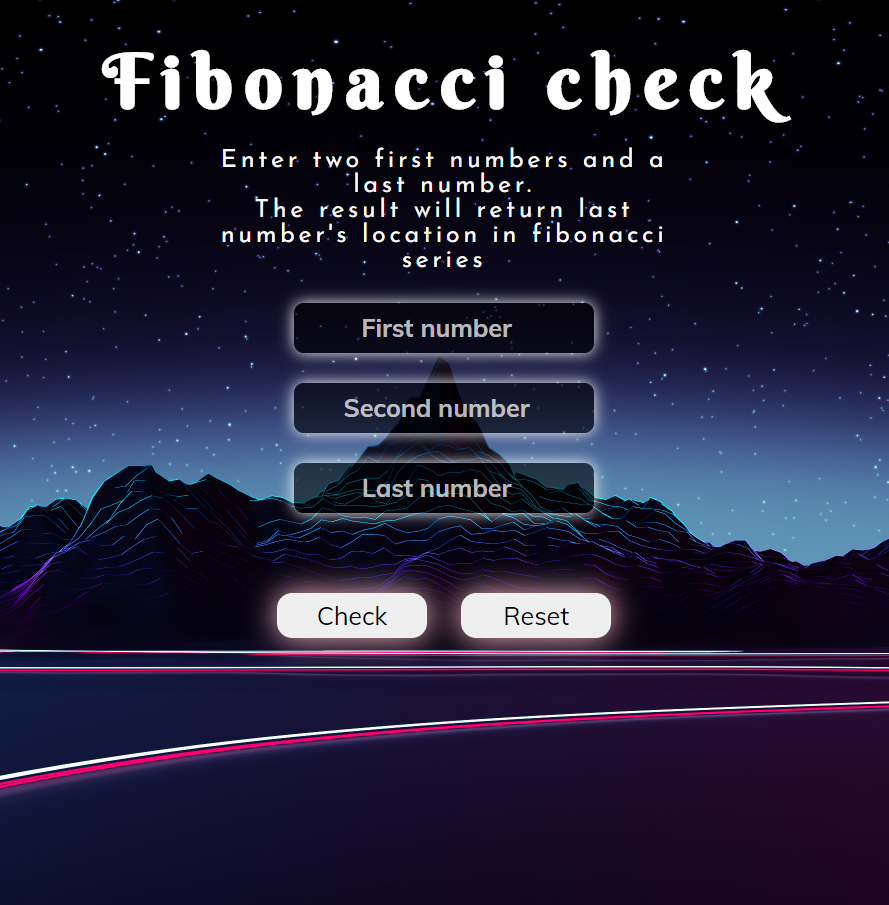 Fibonacci check
Enter two first numbers and a
last number.
The result will return last
number's location in fibonacci
series
First number
Second number
Last number
Check
Reset